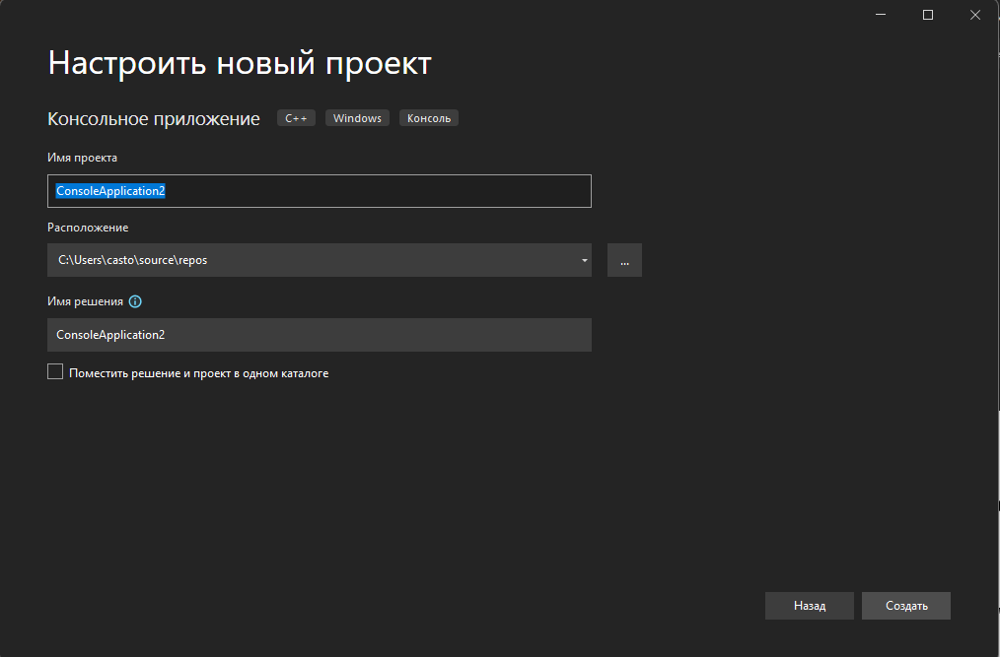 Настроить новый проект
Консольное приложение C++ Windows Консоль
Имя проекта
ConsoleApplication2
Расположение
C:\Users\casto\source\repos ...
Имя решения
ConsoleApplication2
Поместить решение и проект в одном каталоге
Назад Создать